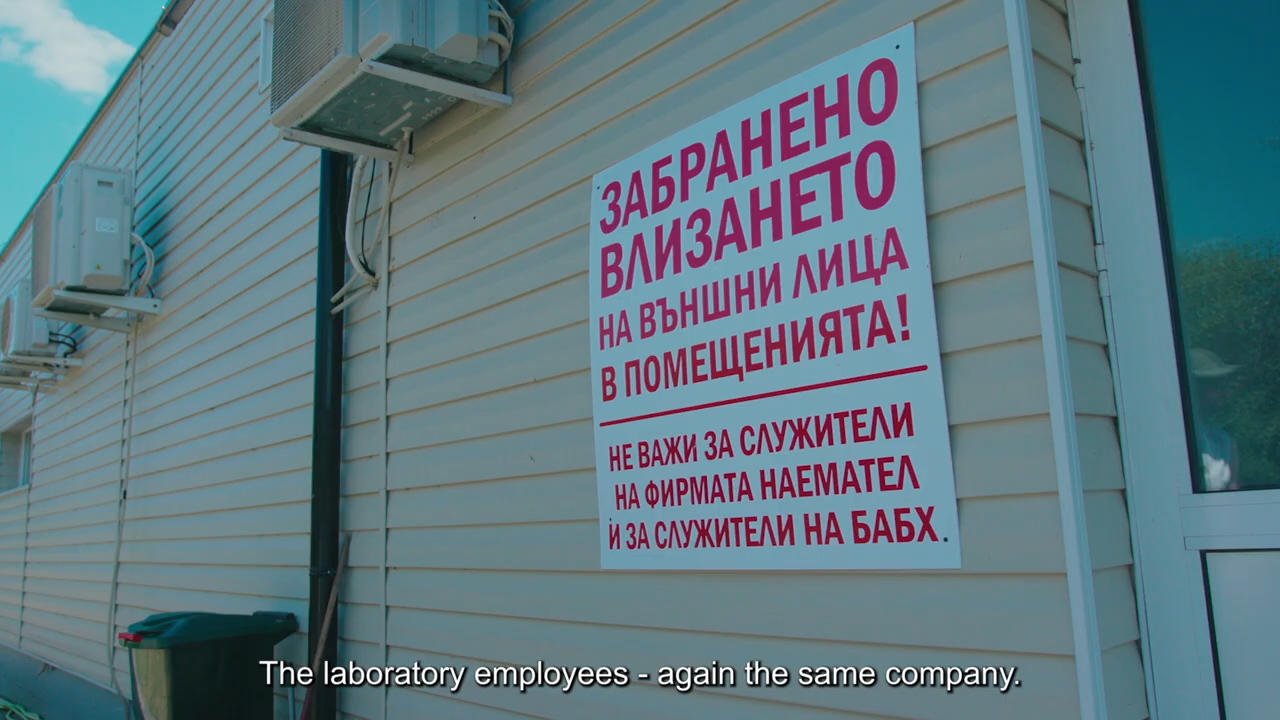 ЗАБРАНЕНО
ВЛИЗАНЕТО
НА ВЪНШНИ ЛИЦА
В ПОМЕЩЕНИЯТА!
НЕ ВАЖИ ЗА СЛУЖИТЕЛИ
НА ФИРМАТА НАЕМАТЕЛ
Ѝ ЗА СЛУЖИТЕЛИ НА БАБХ.
The laboratory employees - again the same company.